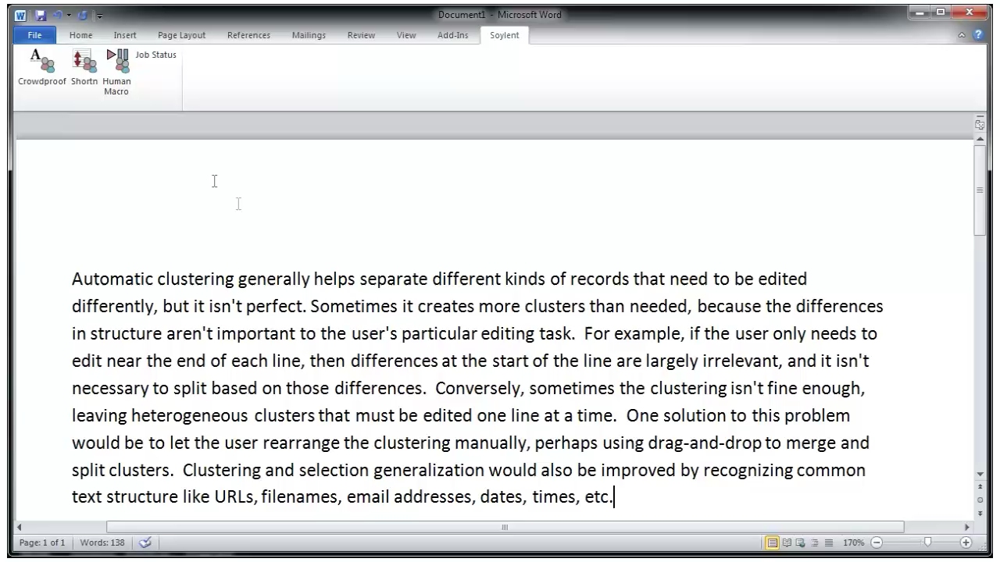 Document1 - Microsoft Word
File Home Insert Page Layout References Mailings Review View Add-Ins Soylent
Job Status
Crowdproof Shortn Human
Macro
Automatic clustering generally helps separate different kinds of records that need to be edited
differently, but it isn't perfect. Sometimes it creates more clusters than needed, because the differences
in structure aren't important to the user's particular editing task.  For example, if the user only needs to
edit near the end of each line, then differences at the start of the line are largely irrelevant, and it isn't
necessary to split based on those differences.  Conversely, sometimes the clustering isn't fine enough,
leaving heterogeneous clusters that must be edited one line at a time.  One solution to this problem
would be to let the user rearrange the clustering manually, perhaps using drag-and-drop to merge and
split clusters.  Clustering and selection generalization would also be improved by recognizing common
text structure like URLs, filenames, email addresses, dates, times, etc.
Page: 1 of 1 Words: 138 170%